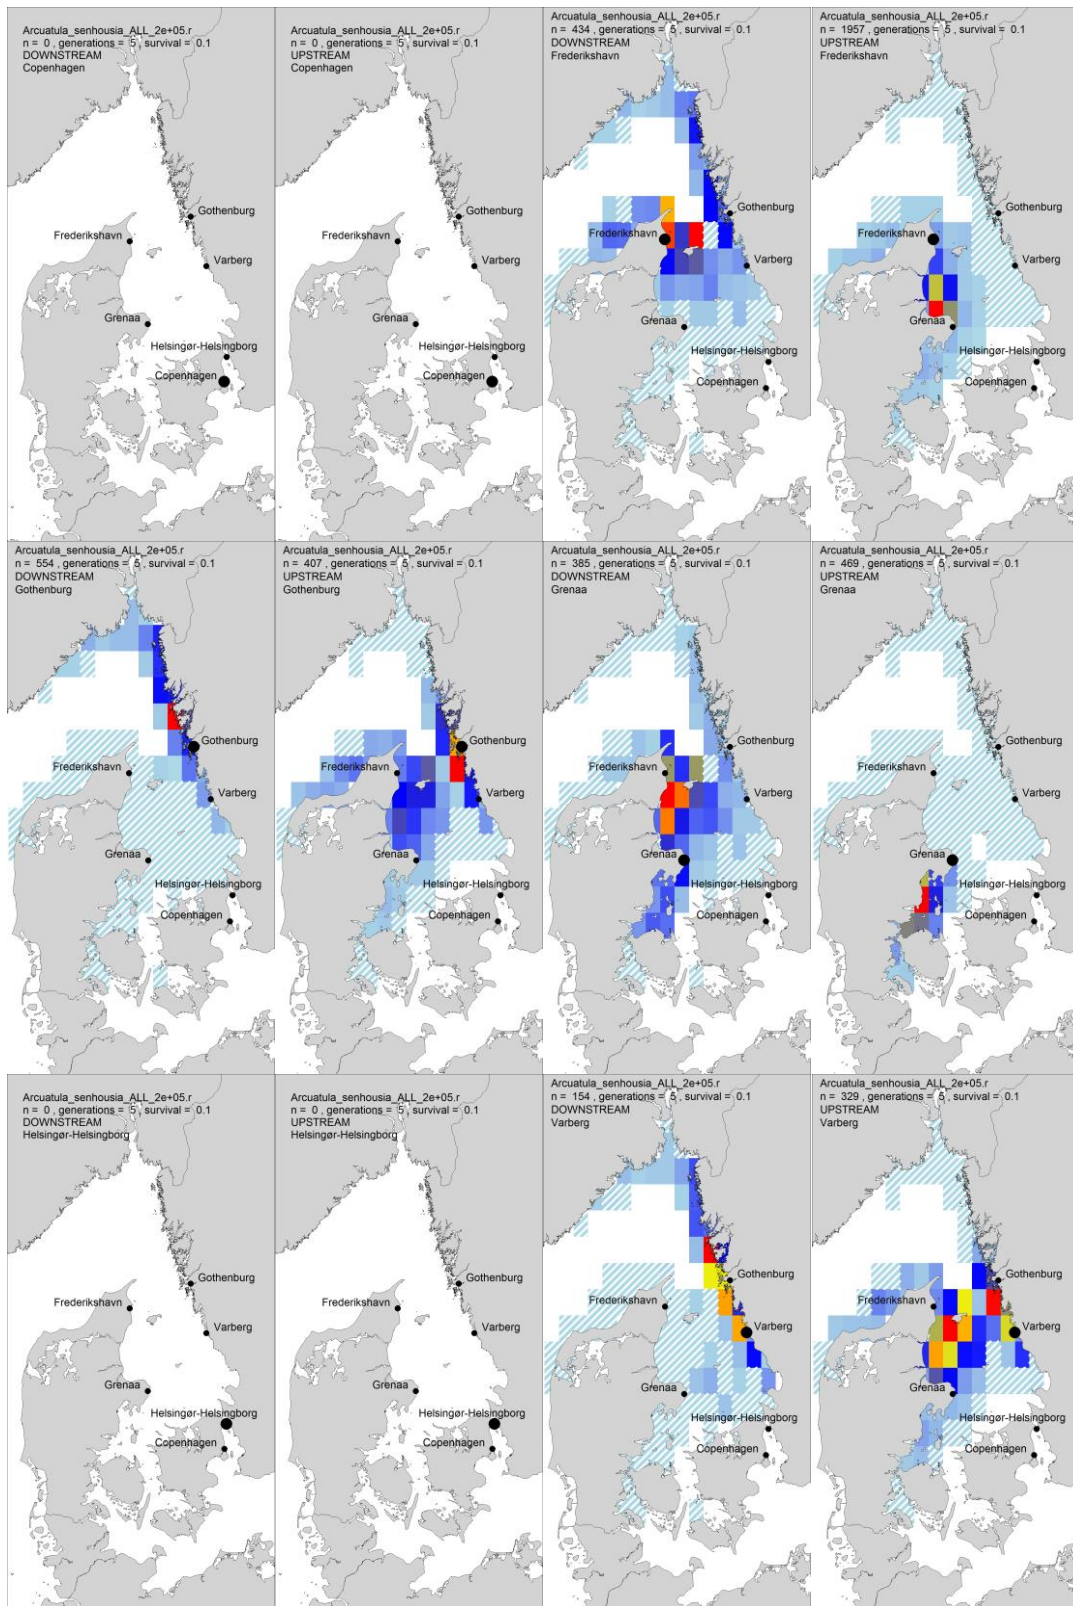 Arcuatula_senhousia_ALL_2e+05.r
n = 0 , generations = 5 , survival = 0.1
DOWNSTREAM
Copenhagen
Gothenburg
Frederikshavn
Varberg
Grenaa
Helsingør-Helsingborg
Copenhagen
Arcuatula_senhousia_ALL_2e+05.r
n = 0 , generations = 5 , survival = 0.1
UPSTREAM
Copenhagen
Gothenburg
Frederikshavn
Varberg
Grenaa
Helsingør-Helsingborg
Copenhagen
Arcuatula_senhousia_ALL_2e+05.r
n = 434 , generations = 5 , survival = 0.1
DOWNSTREAM
Frederikshavn
Gothenburg
Frederikshavn
Varberg
Grenaa
Helsingør-Helsingborg
Copenhagen
Arcuatula_senhousia_ALL_2e+05.r
n = 1957 , generations = 5 , survival = 0.1
UPSTREAM
Frederikshavn
Gothenburg
Frederikshavn
Varberg
Grenaa
Helsingør-Helsingborg
Copenhagen
Arcuatula_senhousia_ALL_2e+05.r
n = 554 , generations = 5 , survival = 0.1
DOWNSTREAM
Gothenburg
Gothenburg
Frederikshavn
Varberg
Grenaa
Helsingør-Helsingborg
Copenhagen
Arcuatula_senhousia_ALL_2e+05.r
n = 407 , generations = 5 , survival = 0.1
UPSTREAM
Gothenburg
Gothenburg
Frederikshavn
Varberg
Grenaa
Helsingør-Helsingborg
Copenhagen
Arcuatula_senhousia_ALL_2e+05.r
n = 385 , generations = 5 , survival = 0.1
DOWNSTREAM
Grenaa
Gothenburg
Frederikshavn
Varberg
Grenaa
Helsingør-Helsingborg
Copenhagen
Arcuatula_senhousia_ALL_2e+05.r
n = 469 , generations = 5 , survival = 0.1
UPSTREAM
Grenaa
Gothenburg
Frederikshavn
Varberg
Grenaa
Helsingør-Helsingborg
Copenhagen
Arcuatula_senhousia_ALL_2e+05.r
n = 0 , generations = 5 , survival = 0.1
DOWNSTREAM
Helsingør-Helsingborg
Gothenburg
Frederikshavn
Varberg
Grenaa
Helsingør-Helsingborg
Copenhagen
Arcuatula_senhousia_ALL_2e+05.r
n = 0 , generations = 5 , survival = 0.1
UPSTREAM
Helsingør-Helsingborg
Gothenburg
Frederikshavn
Varberg
Grenaa
Helsingør-Helsingborg
Copenhagen
Arcuatula_senhousia_ALL_2e+05.r
n = 154 , generations = 5 , survival = 0.1
DOWNSTREAM
Varberg
Gothenburg
Frederikshavn
Varberg
Grenaa
Helsingør-Helsingborg
Copenhagen
Arcuatula_senhousia_ALL_2e+05.r
n = 329 , generations = 5 , survival = 0.1
UPSTREAM
Varberg
Gothenburg
Frederikshavn
Varberg
Grenaa
Helsingør-Helsingborg
Copenhagen